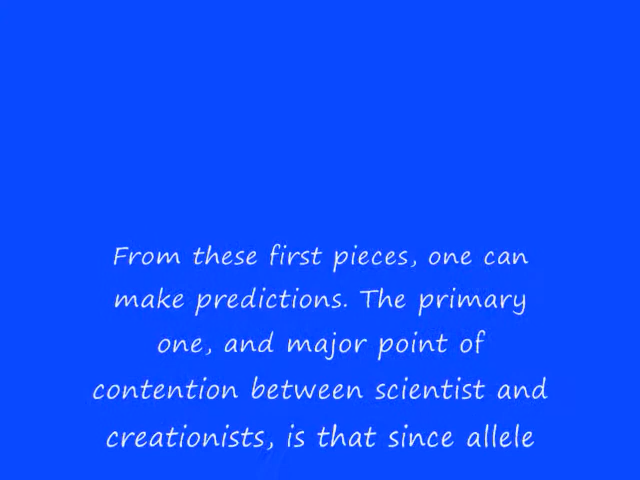 From these first pieces, one can
make predictions. The primary
one, and major point of
contention between scientist and
creationists, is that since allele